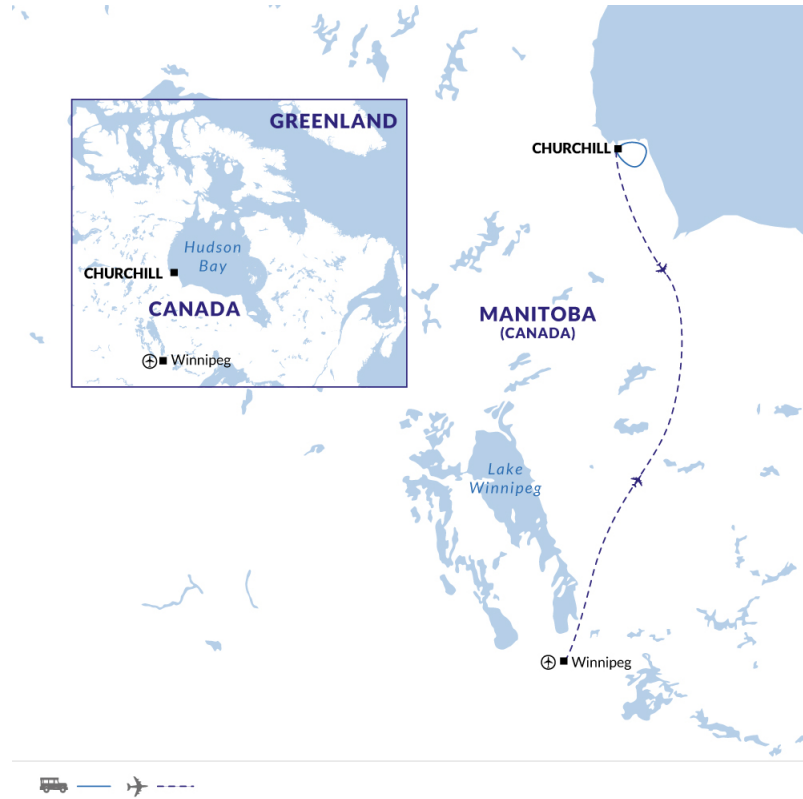 GREENLAND
Hudson
Bay
CHURCHILL
CANADA
Winnipeg
CHURCHILL
MANITOBA
(CANADA)
Lake
Winnipeg
Winnipeg